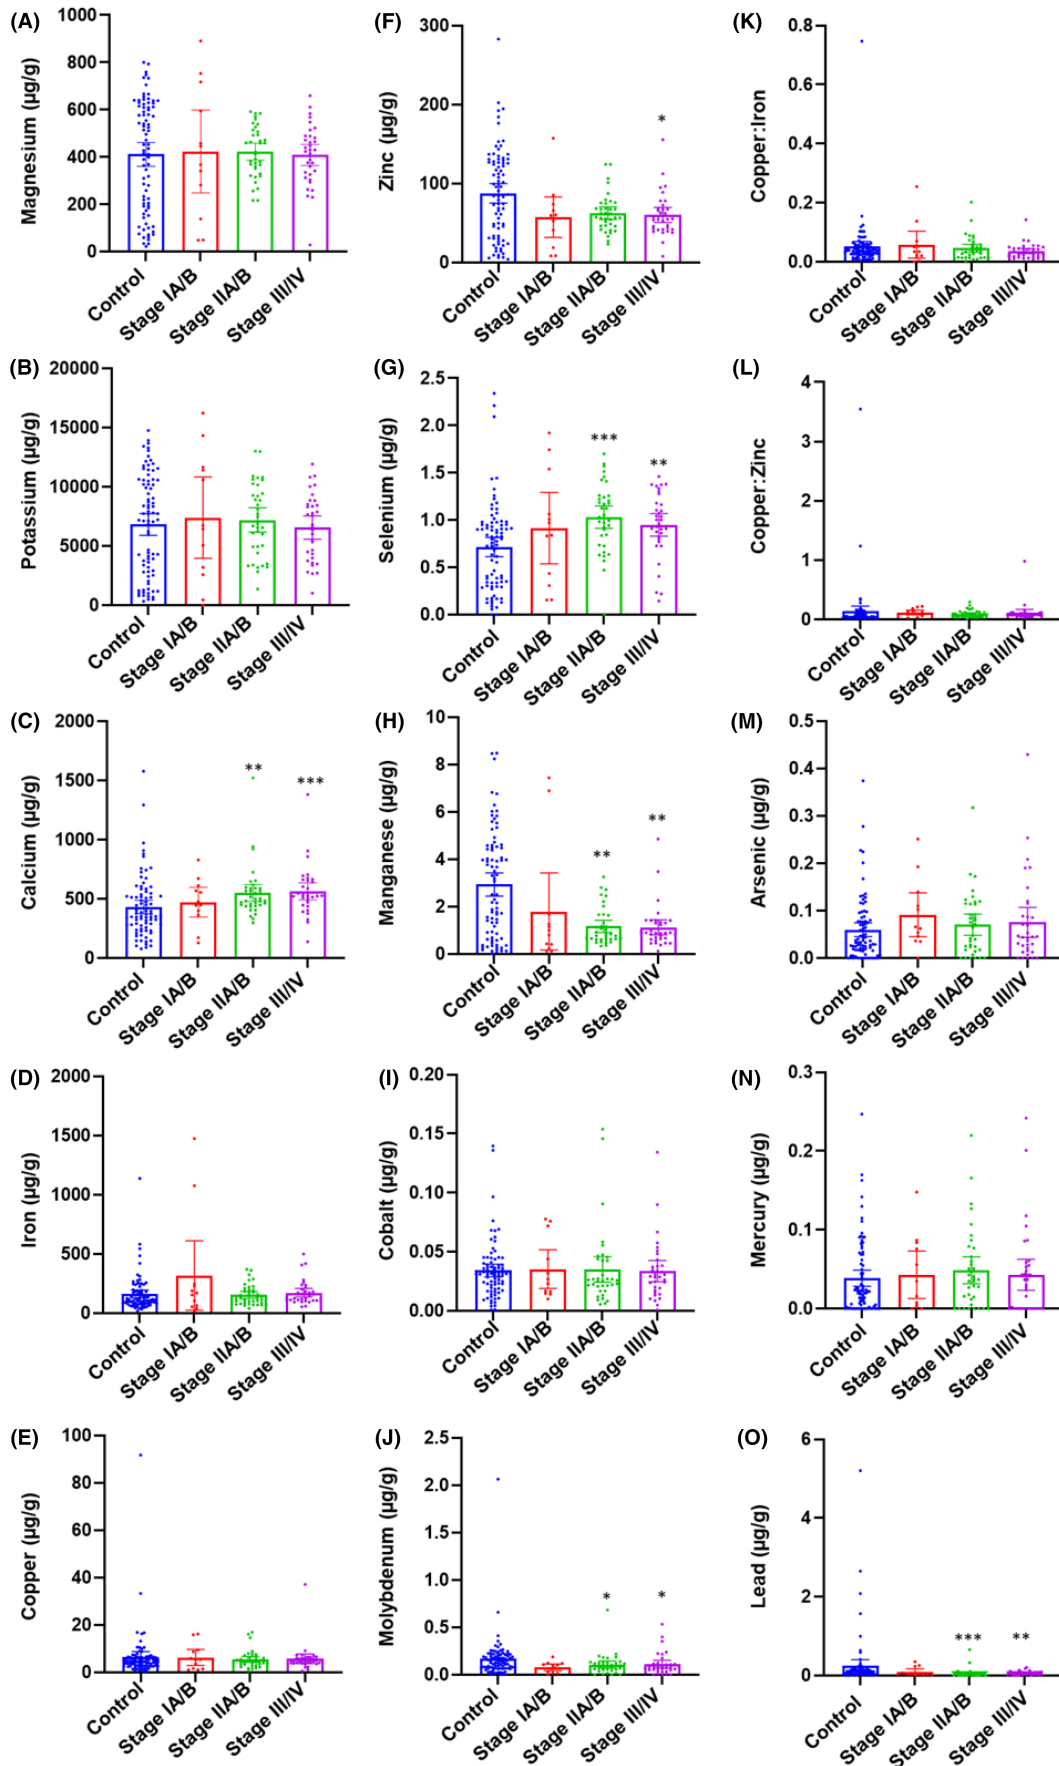 (A)
Magnesium (µg/g)
1000
800
600
400
200
0
Control
Stage IA/B
Stage IIA/B
Stage III/IV
(F)
Zinc (µg/g)
300
200
100
0
*
Control
Stage IA/B
Stage IIA/B
Stage III/IV
(K)
Copper:Iron
0.8
0.6
0.4
0.2
0.0
Control
Stage IA/B
Stage IIA/B
Stage III/IV
(B)
Potassium (µg/g)
20000
15000
10000
5000
0
Control
Stage IA/B
Stage IIA/B
Stage III/IV
(G)
Selenium (µg/g)
2.5
2.0
1.5
1.0
0.5
0.0
***
**
Control
Stage IA/B
Stage IIA/B
Stage III/IV
(L)
Copper:Zinc
4
3
2
1
0
Control
Stage IA/B
Stage IIA/B
Stage III/IV
(C)
Calcium (µg/g)
2000
1500
1000
500
0
**
***
Control
Stage IA/B
Stage IIA/B
Stage III/IV
(H)
Manganese (µg/g)
10
8
6
4
2
0
**
**
Control
Stage IA/B
Stage IIA/B
Stage III/IV
(M)
Arsenic (µg/g)
0.5
0.4
0.3
0.2
0.1
0.0
Control
Stage IA/B
Stage IIA/B
Stage III/IV
(D)
Iron (µg/g)
2000
1500
1000
500
0
Control
Stage IA/B
Stage IIA/B
Stage III/IV
(I)
Cobalt (µg/g)
0.20
0.15
0.10
0.05
0.00
Control
Stage IA/B
Stage IIA/B
Stage III/IV
(N)
Mercury (µg/g)
0.3
0.2
0.1
0.0
Control
Stage IA/B
Stage IIA/B
Stage III/IV
(E)
Copper (µg/g)
100
80
60
40
20
0
Control
Stage IA/B
Stage IIA/B
Stage III/IV
(J)
Molybdenum (µg/g)
2.5
2.0
1.5
1.0
0.5
0.0
*
*
Control
Stage IA/B
Stage IIA/B
Stage III/IV
(O)
Lead (µg/g)
6
4
2
0
***
**
Control
Stage IA/B
Stage IIA/B
Stage III/IV